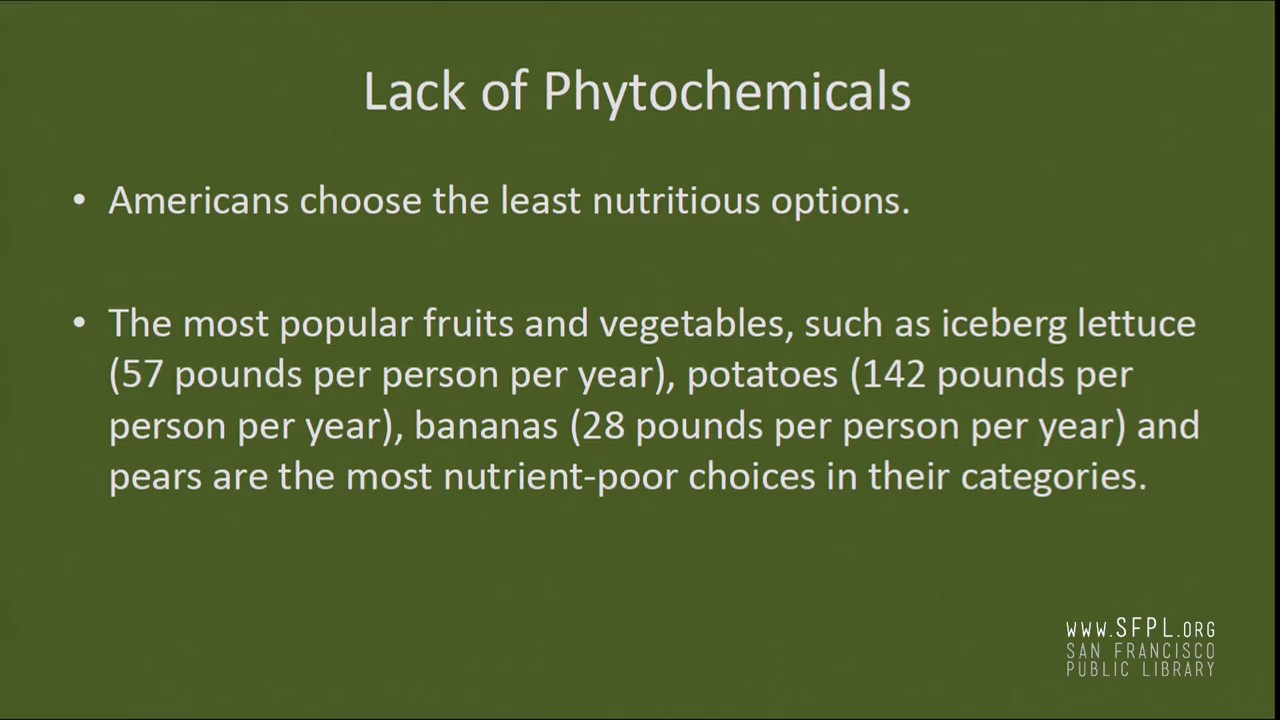 Lack of Phytochemicals
• Americans choose the least nutritious options.
• The most popular fruits and vegetables, such as iceberg lettuce
(57 pounds per person per year), potatoes (142 pounds per
person per year), bananas (28 pounds per person per year) and
pears are the most nutrient-poor choices in their categories.
www.SFPL.ORG
SAN FRANCISCO
PUBLIC LIBRARY